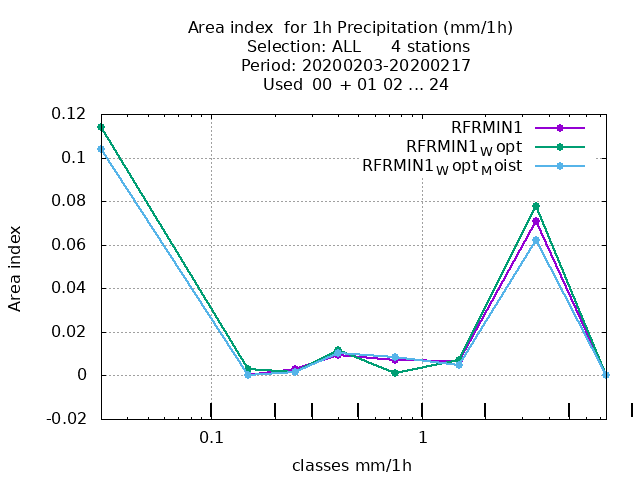 Area index  for 1h Precipitation (mm/1h)
Selection: ALL      4 stations
Period: 20200203-20200217
Used  00  + 01 02 ... 24
0.12
0.1
0.08
0.06
0.04
0.02
0
-0.02
Area index
RFRMIN1
RFRMIN1_W opt
RFRMIN1_W opt_M oist
0.1
1
classes mm/1h